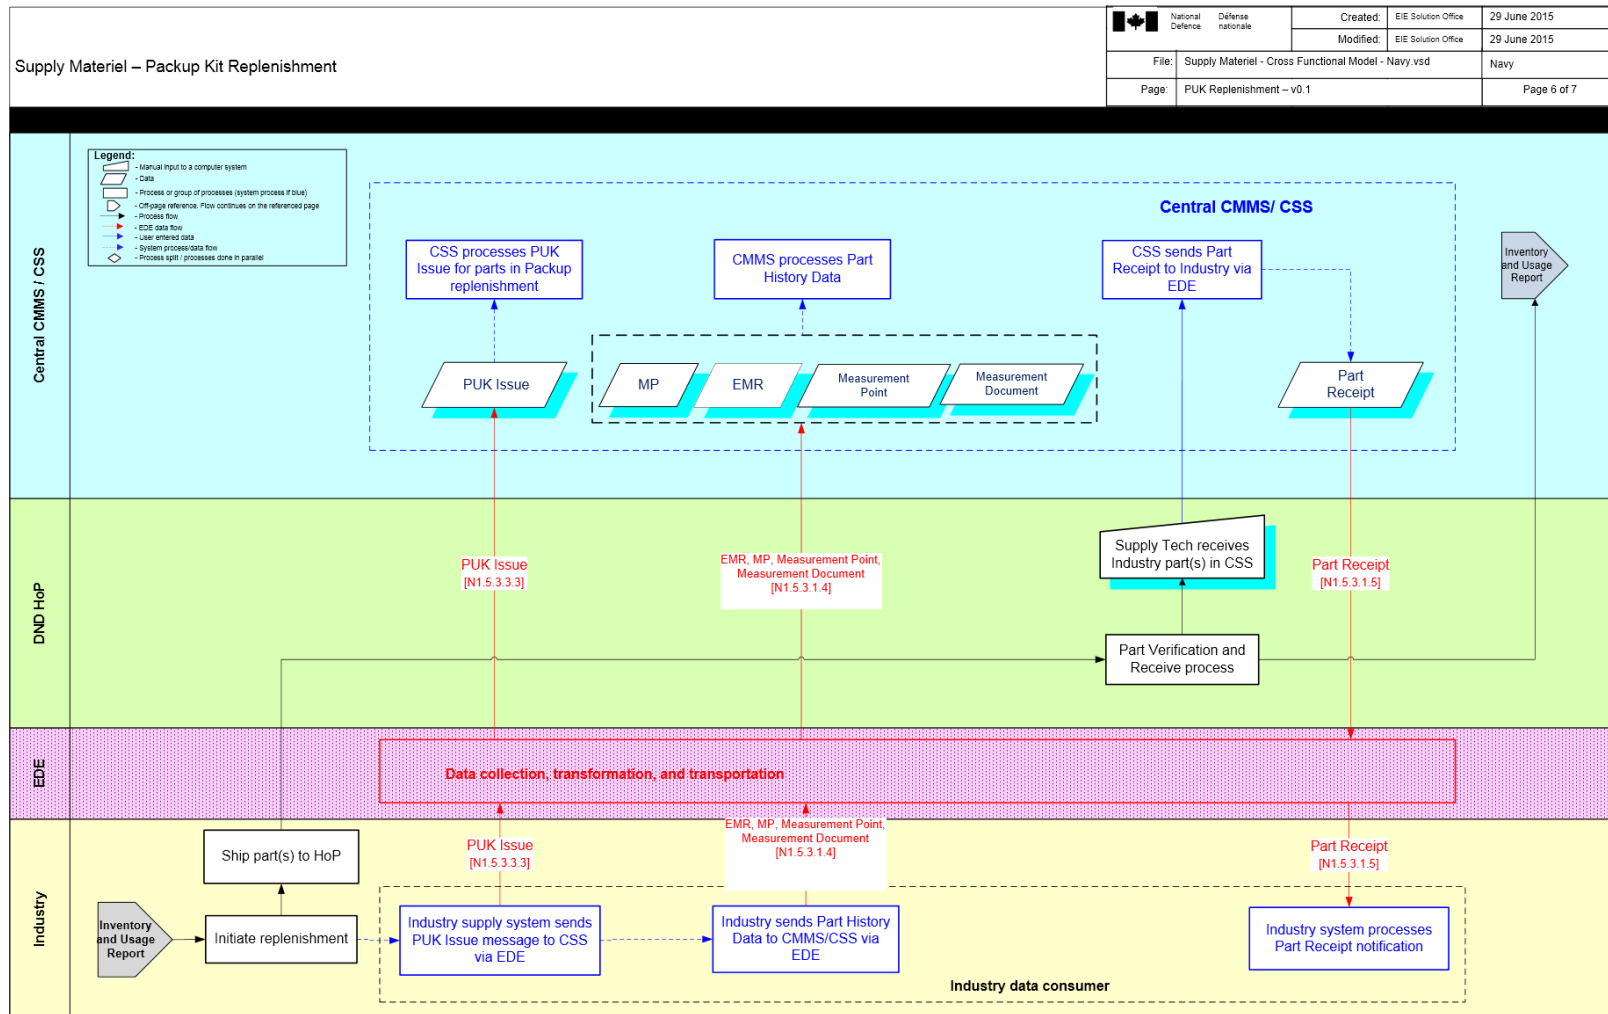 Supply Materiel – Packup Kit Replenishment
National
Defence
Défense
nationale
Created:
EIE Solution Office
29 June 2015
Modified:
EIE Solution Office
29 June 2015
File:
Supply Materiel - Cross Functional Model - Navy.vsd
Navy
Page:
PUK Replenishment – v0.1
Page 6 of 7
Central CMMS / CSS
Legend:
- Manual input to a computer system
- Data
- Process or group of processes (system process if blue)
- Off-page reference. Flow continues on the referenced page
- Process flow
- EDE data flow
- User entered data
- System process/data flow
- Process split / processes done in parallel
Central CMMS/ CSS
CSS processes PUK
Issue for parts in Packup
replenishment
CMMS processes Part
History Data
CSS sends Part
Receipt to Industry via
EDE
Inventory
and Usage
Report
PUK Issue
MP
EMR
Measurement
Point
Measurement
Document
Part
Receipt
DND HoP
PUK Issue
[N1.5.3.3.3]
EMR, MP, Measurement Point,
Measurement Document
[N1.5.3.1.4]
Supply Tech receives
Industry part(s) in CSS
Part Receipt
[N1.5.3.1.5]
Part Verification and
Receive process
EDE
Data collection, transformation, and transportation
Industry
Ship part(s) to HoP
PUK Issue
[N1.5.3.3.3]
EMR, MP, Measurement Point,
Measurement Document
[N1.5.3.1.4]
Part Receipt
[N1.5.3.1.5]
Inventory
and Usage
Report
Initiate replenishment
Industry supply system sends
PUK Issue message to CSS
via EDE
Industry sends Part History
Data to CMMS/CSS via
EDE
Industry system processes
Part Receipt notification
Industry data consumer